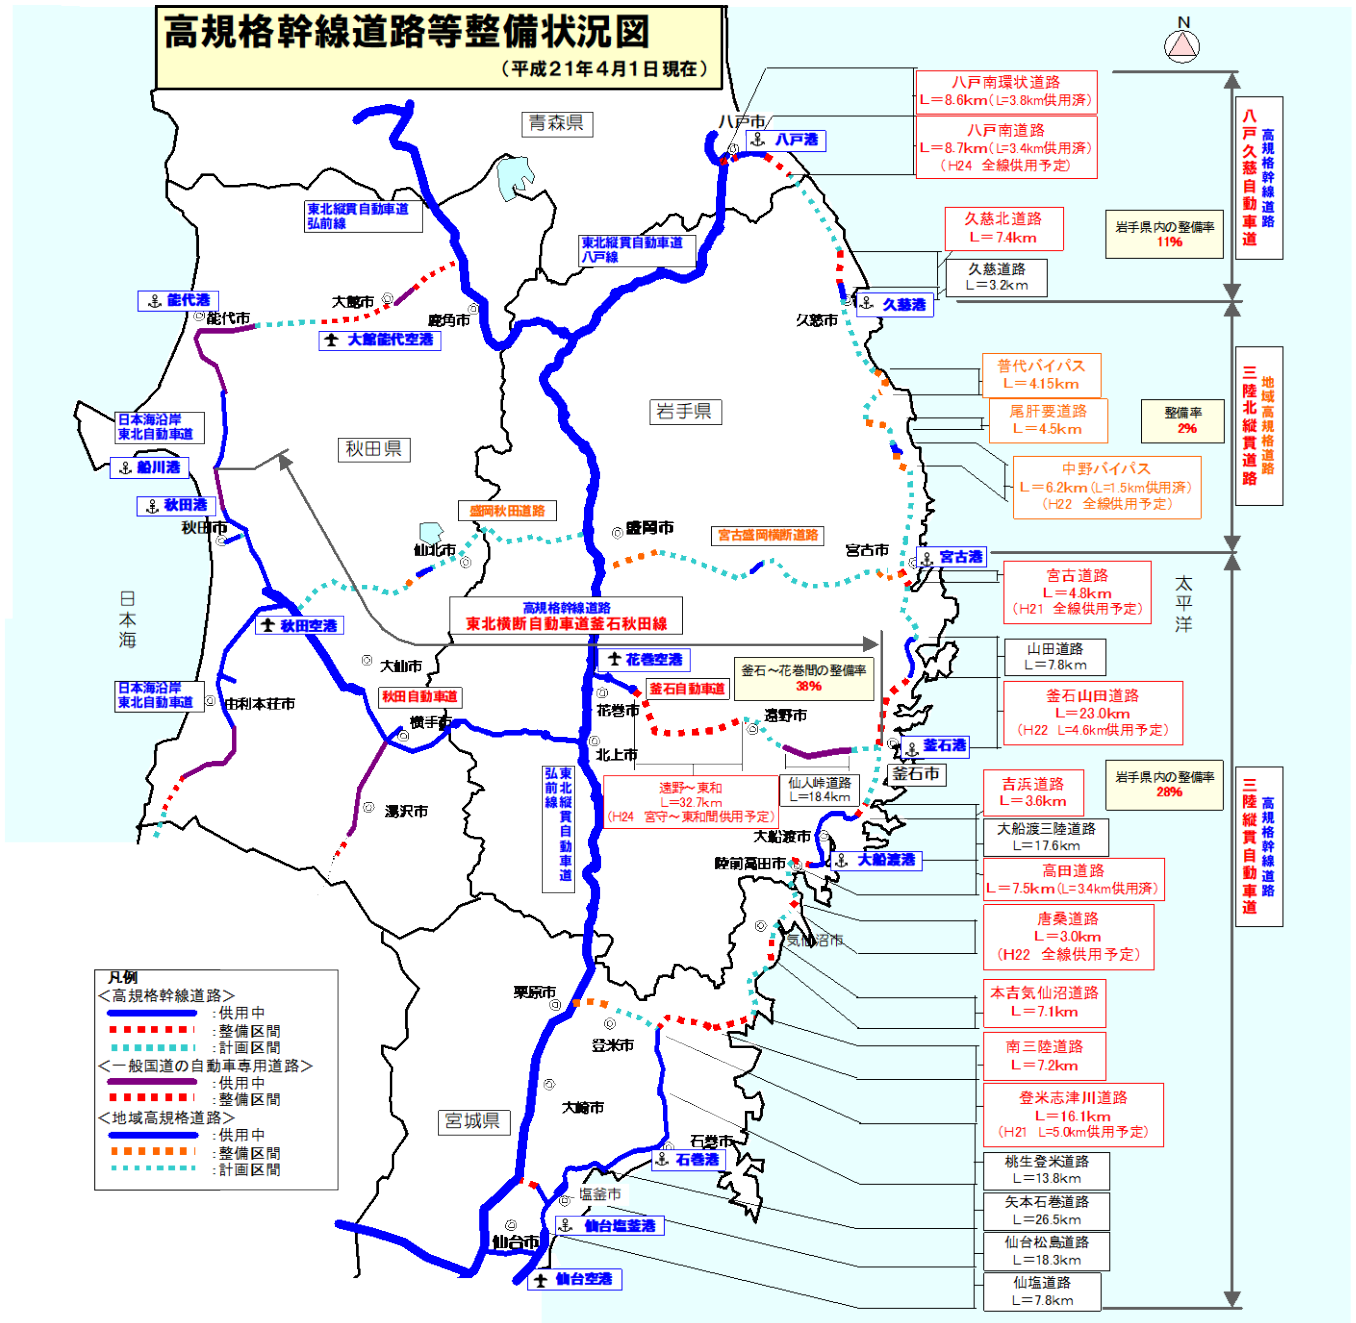 高規格幹線道路等整備状況図
（平成21年4月1日現在）
N
青森県
八戸市
八戸港
八戸南環状道路
L＝8.6km（L=3.8km供用済）
八戸南道路
L＝8.7km（L=3.4km供用済）
（H24 全線供用予定）
八戸久慈自動車道
高規格幹線道路
東北縦貫自動車道
弘前線
東北縦貫自動車道
八戸線
久慈北道路
L＝7.4km
岩手県内の整備率
11%
久慈道路
L＝3.2km
能代港
能代市
大館市
鹿角市
大館能代空港
久慈市
久慈港
普代バイパス
L＝4.15km
尾肝要道路
L＝4.5km
整備率
2%
三陸北縦貫道路
地域高規格道路
中野バイパス
L＝6.2km（L=1.5km供用済）
（H22 全線供用予定）
岩手県
秋田県
日本海沿岸
東北自動車道
船川港
秋田港
秋田市
盛岡秋田道路
仙北市
盛岡市
宮古盛岡横断道路
宮古市
宮古港
宮古道路
L＝4.8km
（H21 全線供用予定）
太平洋
日本海
高規格幹線道路
東北横断自動車道釜石秋田線
秋田空港
花巻空港
山田道路
L＝7.8km
大仙市
釜石～花巻間の整備率
38%
釜石自動車道
釜石山田道路
L＝23.0km
（H22 L=4.6km供用予定）
日本海沿岸
東北自動車道
由利本荘市
秋田自動車道
横手市
花巻市
遠野市
北上市
釜石港
釜石市
東北縦貫自動車道
弘前線
遠野～東和
L＝32.7km
（H24 宮守～東和間供用予定）
仙人峠道路
L＝18.4km
吉浜道路
L＝3.6km
岩手県内の整備率
28%
三陸縦貫自動車道
高規格幹線道路
湯沢市
大船渡市
大船渡三陸道路
L＝17.6km
陸前高田市
大船渡港
高田道路
L＝7.5km（L=3.4km供用済）
唐桑道路
L＝3.0km
（H22 全線供用予定）
気仙沼市
本吉気仙沼道路
L＝7.1km
栗原市
登米市
南三陸道路
L＝7.2km
登米志津川道路
L＝16.1km
（H21 L=5.0km供用予定）
大崎市
宮城県
石巻市
石巻港
桃生登米道路
L＝13.8km
矢本石巻道路
L＝26.5km
塩釜市
仙台塩釜港
仙台松島道路
L＝18.3km
仙台市
仙台空港
仙塩道路
L＝7.8km
凡例
＜高規格幹線道路＞
：供用中
：整備区間
：計画区間
＜一般国道の自動車専用道路＞
：供用中
：整備区間
＜地域高規格道路＞
：供用中
：整備区間
：計画区間